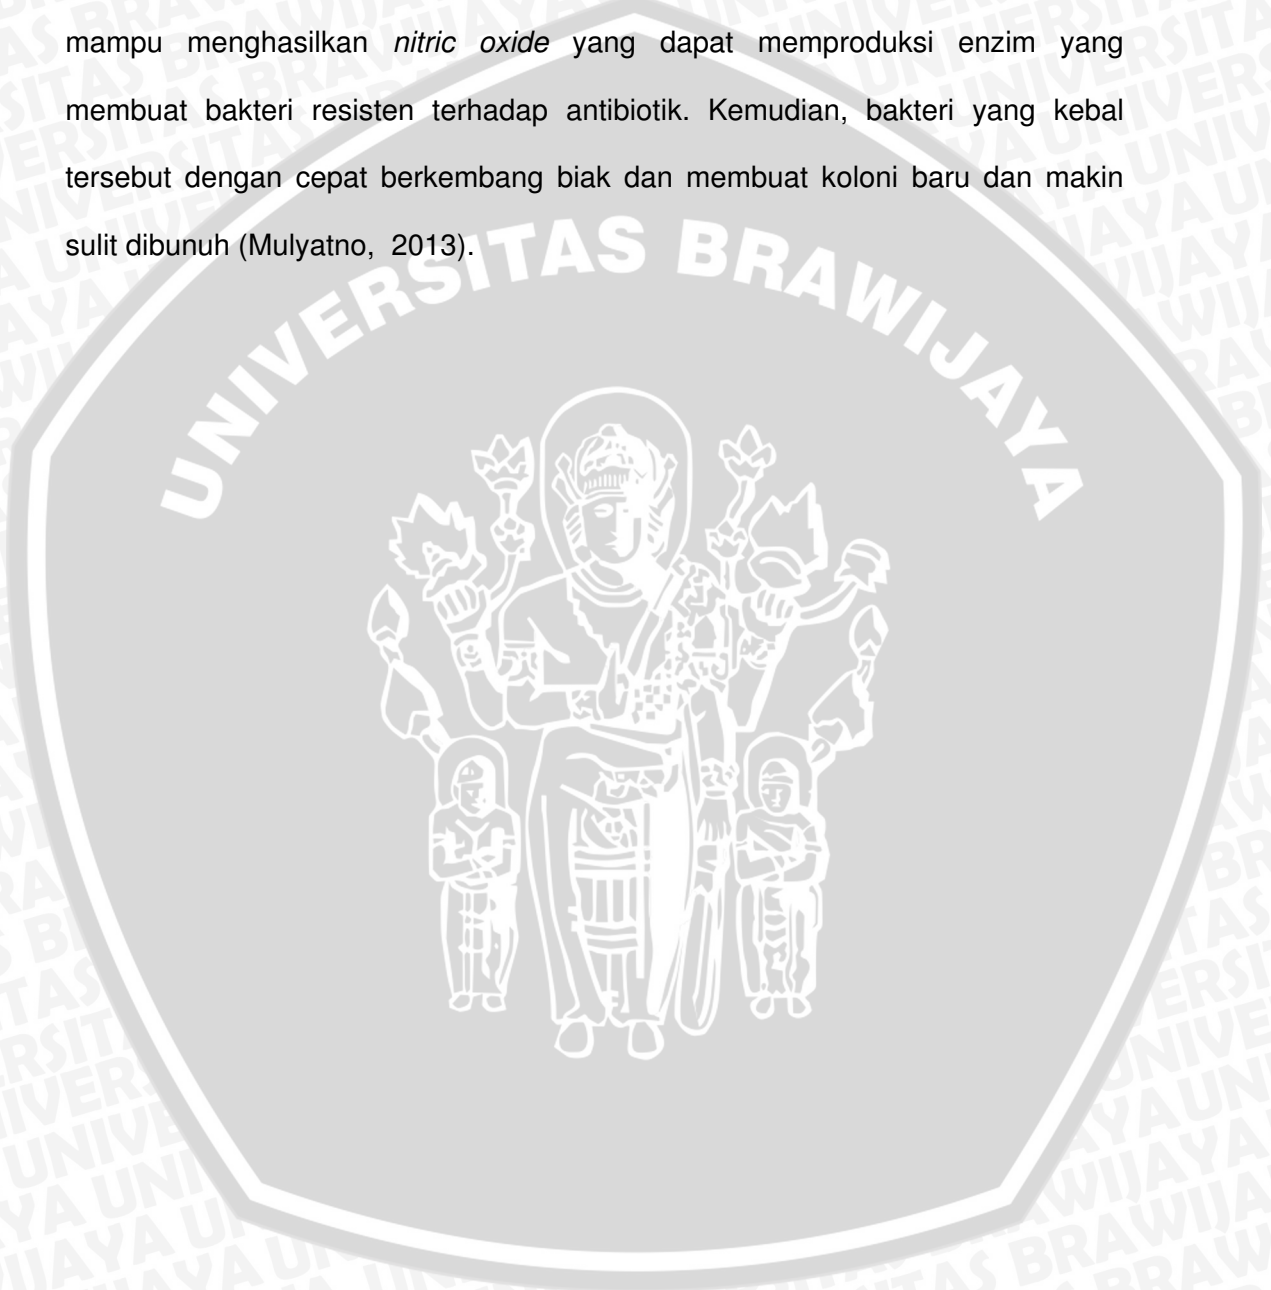 mampu menghasilkan nitric oxide yang dapat memproduksi enzim yang
membuat bakteri resisten terhadap antibiotik. Kemudian, bakteri yang kebal
tersebut dengan cepat berkembang biak dan membuat koloni baru dan makin
sulit dibunuh (Mulyatno, 2013).
UNIVERSITAS BRAWIJAYA